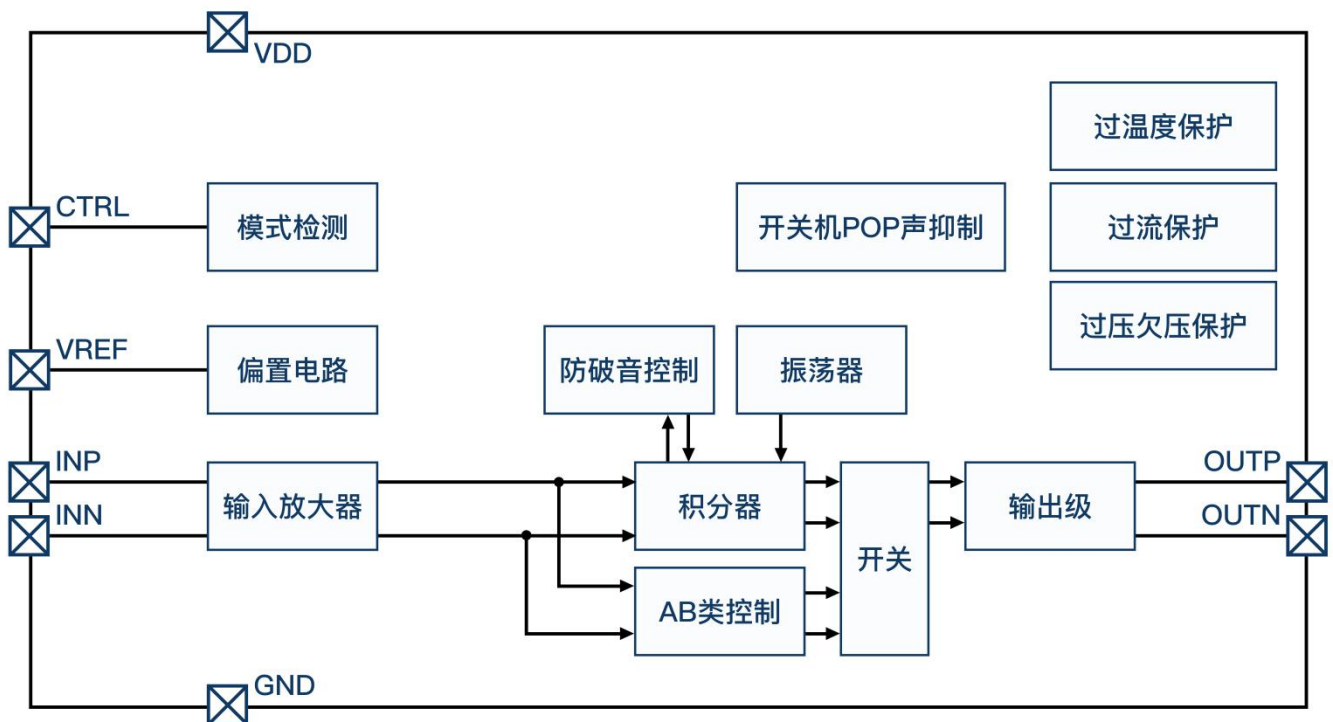 VDD
过温度保护
CTRL
模式检测
开关机POP声抑制
过流保护
VREF
偏置电路
防破音控制
振荡器
过压欠压保护
INP
INN
输入放大器
积分器
开关
输出级
OUTP
OUTN
AB类控制
GND